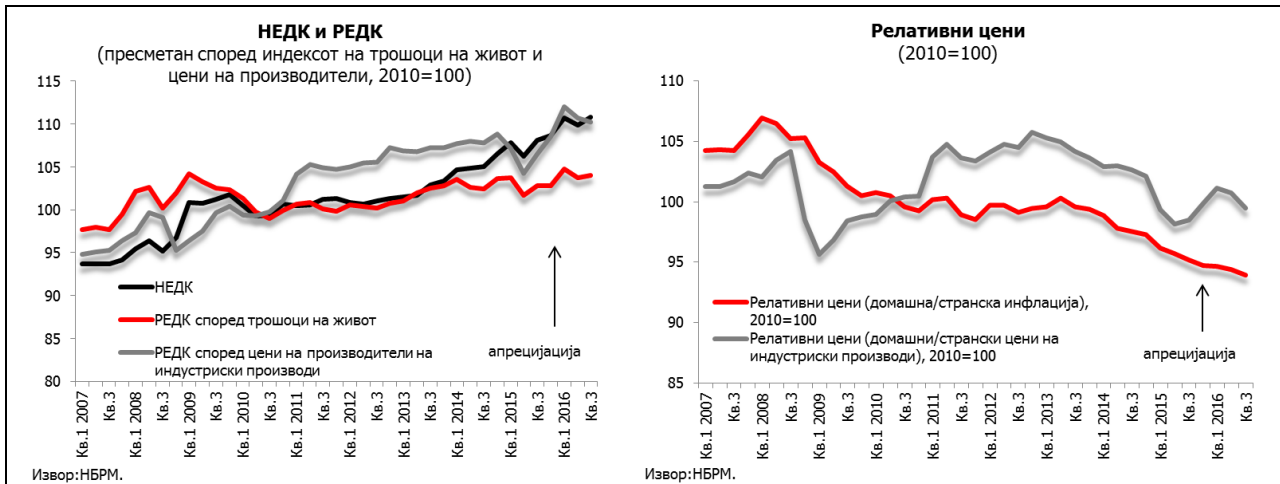 НЕДК и РЕДК
(пресметан според индексот на трошоци на живот и
цени на производители, 2010=100)
115
110
105
100
95
90
85
80
НЕДК
РЕДК според трошоци на живот
РЕДК според цени на производители на
индустриски производи
апрецијација
Кв.1 2007
Кв.3
Кв.1 2008
Кв.3
Кв.1 2009
Кв.3
Кв.1 2010
Кв.3
Кв.1 2011
Кв.3
Кв.1 2012
Кв.3
Кв.1 2013
Кв.3
Кв.1 2014
Кв.3
Кв.1 2015
Кв.3
Кв.1 2016
Кв.3
Извор:НБРМ.
Релативни цени
(2010=100)
110
105
100
95
90
85
Релативни цени (домашна/странска инфлација),
2010=100
Релативни цени (домашни/странски цени на
индустриски производи), 2010=100
апрецијација
Кв.1 2007
Кв.3
Кв.1 2008
Кв.3
Кв.1 2009
Кв.3
Кв.1 2010
Кв.3
Кв.1 2011
Кв.3
Кв.1 2012
Кв.3
Кв.1 2013
Кв.3
Кв.1 2014
Кв.3
Кв.1 2015
Кв.3
Кв.1 2016
Кв.3
Извор:НБРМ.